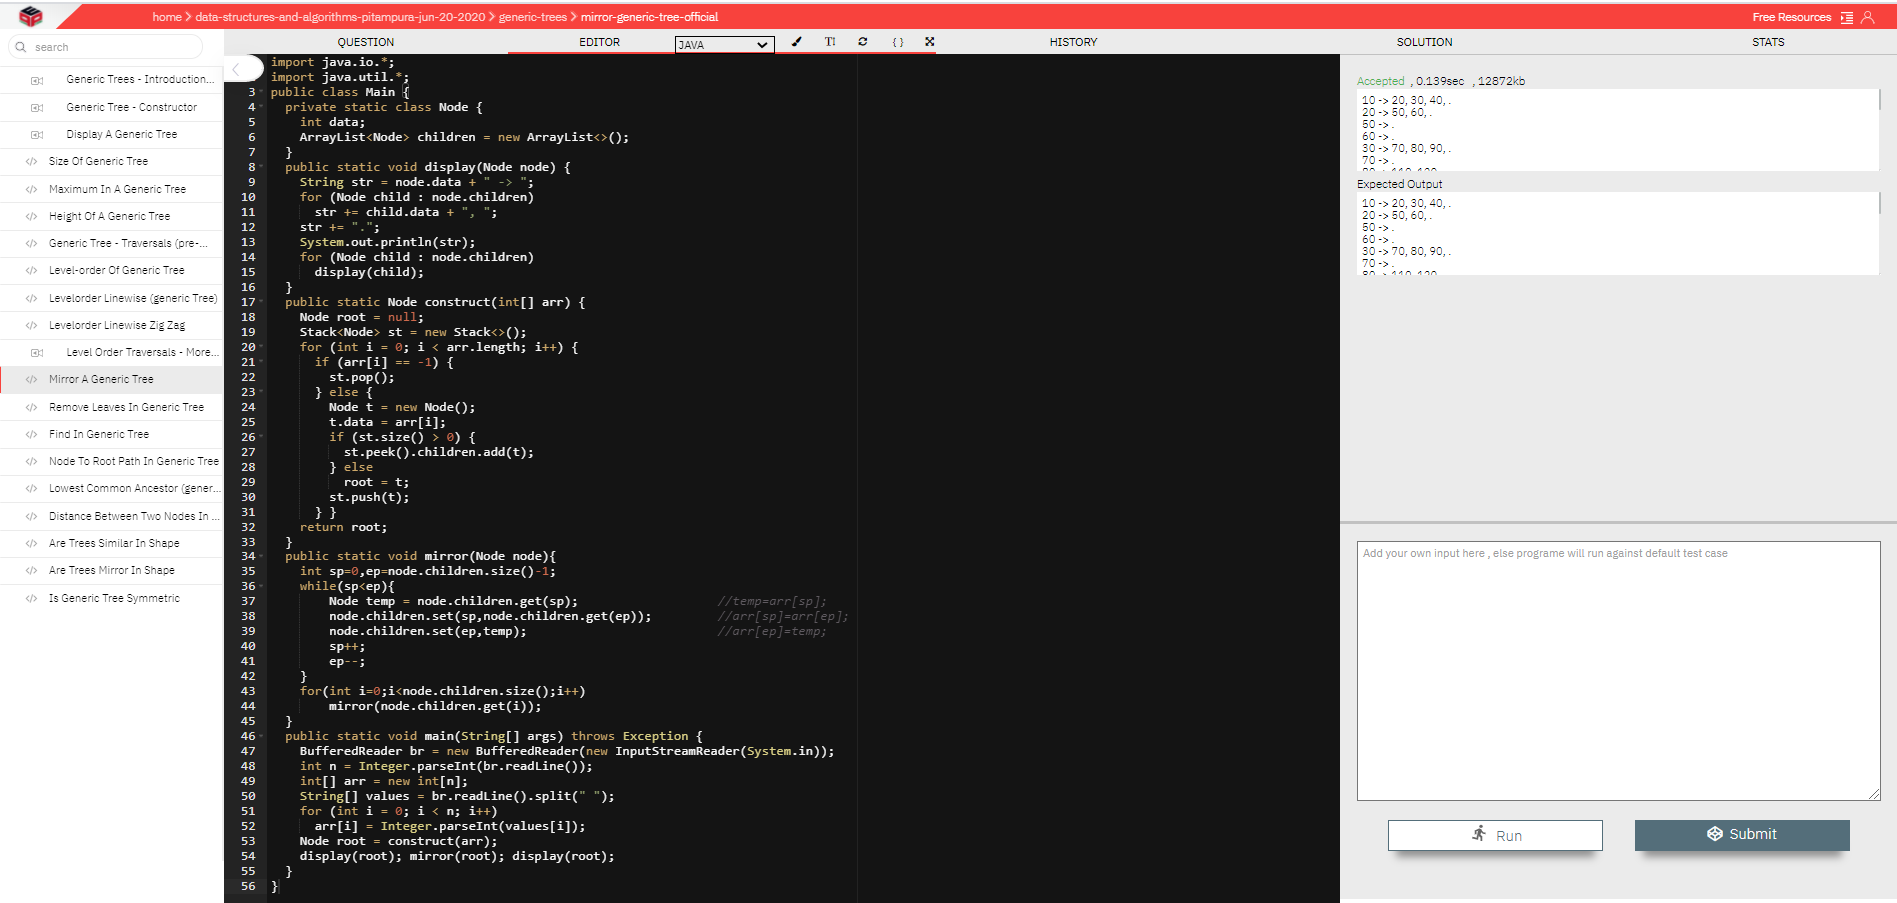 home > data-structures-and-algorithms-pitampura-jun-20-2020 > generic-trees > mirror-generic-tree-official
Free Resources
search
QUESTION
EDITOR
JAVA
HISTORY
SOLUTION
STATS
Generic Trees - Introduction...
Generic Tree - Constructor
Display A Generic Tree
Size Of Generic Tree
Maximum In A Generic Tree
Height Of A Generic Tree
Generic Tree - Traversals (pre-...
Level-order Of Generic Tree
Levelorder Linewise (generic Tree)
Levelorder Linewise Zig Zag
Level Order Traversals - More...
Mirror A Generic Tree
Remove Leaves In Generic Tree
Find In Generic Tree
Node To Root Path In Generic Tree
Lowest Common Ancestor (gener...
Distance Between Two Nodes In ...
Are Trees Similar In Shape
Are Trees Mirror In Shape
Is Generic Tree Symmetric
import java.io.*;
import java.util.*;
3 public class Main {
4 private static class Node {
5 int data;
6 ArrayList<Node> children = new ArrayList<>();
7 }
8 public static void display(Node node) {
9 String str = node.data + " -> ";
10 for (Node child : node.children)
11 str += child.data + ", ";
12 str += ".";
13 System.out.println(str);
14 for (Node child : node.children)
15 display(child);
16 }
17 public static Node construct(int[] arr) {
18 Node root = null;
19 Stack<Node> st = new Stack<>();
20 for (int i = 0; i < arr.length; i++) {
21 if (arr[i] == -1) {
22 st.pop();
23 } else {
24 Node t = new Node();
25 t.data = arr[i];
26 if (st.size() > 0) {
27 st.peek().children.add(t);
28 } else
29 root = t;
30 st.push(t);
31 } }
32 return root;
33 }
34 public static void mirror(Node node){
35 int sp=0,ep=node.children.size()-1;
36 while(sp<ep){
37 Node temp = node.children.get(sp); //temp=arr[sp];
38 node.children.set(sp,node.children.get(ep)); //arr[sp]=arr[ep];
39 node.children.set(ep,temp); //arr[ep]=temp;
40 sp++;
41 ep--;
42 }
43 for(int i=0;i<node.children.size();i++)
44 mirror(node.children.get(i));
45 }
46 public static void main(String[] args) throws Exception {
47 BufferedReader br = new BufferedReader(new InputStreamReader(System.in));
48 int n = Integer.parseInt(br.readLine());
49 int[] arr = new int[n];
50 String[] values = br.readLine().split(" ");
51 for (int i = 0; i < n; i++)
52 arr[i] = Integer.parseInt(values[i]);
53 Node root = construct(arr);
54 display(root); mirror(root); display(root);
55 }
56 }
Accepted , 0.139sec , 12872kb
10 -> 20, 30, 40, .
20 -> 50, 60, .
50 -> .
60 -> .
30 -> 70, 80, 90, .
70 -> .
Expected Output
10 -> 20, 30, 40, .
20 -> 50, 60, .
50 -> .
60 -> .
30 -> 70, 80, 90, .
70 -> .
Add your own input here , else programe will run against default test case
Run
Submit